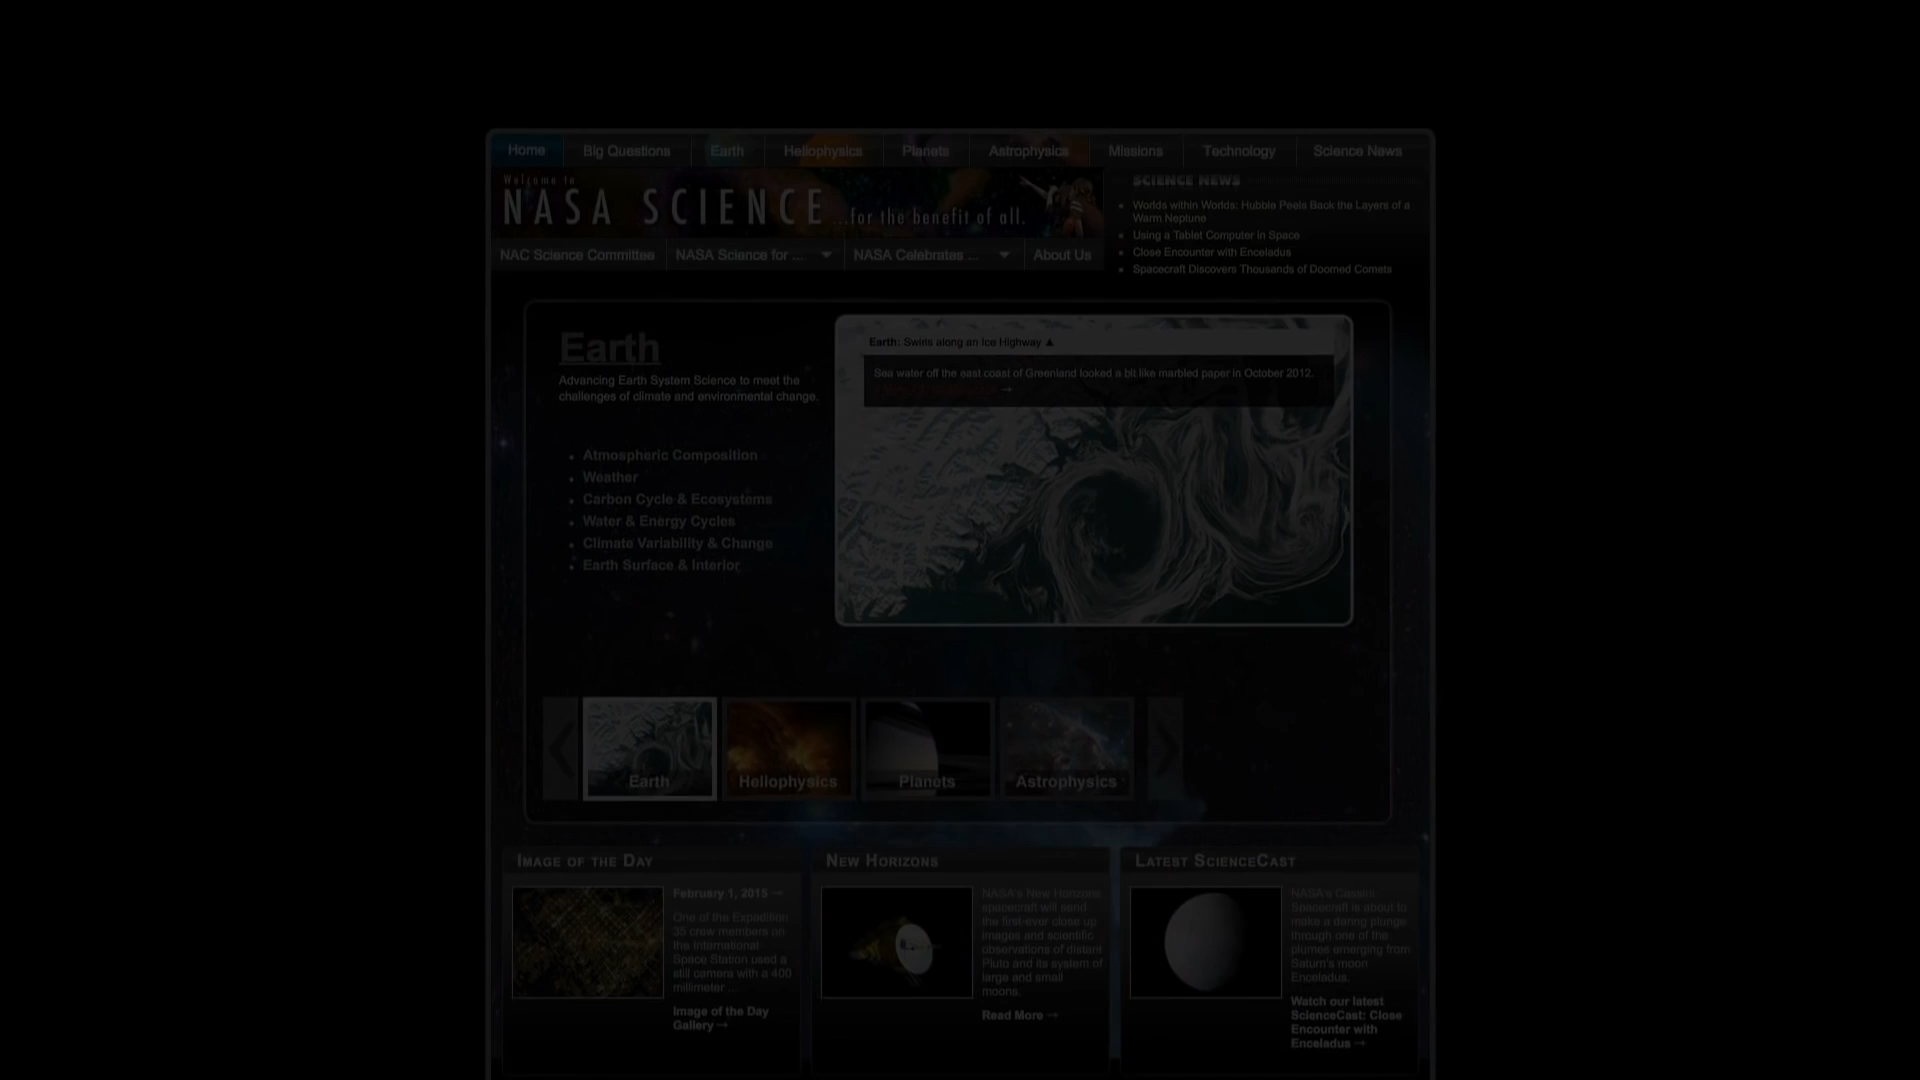 Home Big Questions Earth Heliophysics Planets Astrophysics Missions Technology Science News
Welcome to
NASA SCIENCE ...for the benefit of all.
NAC Science Committee NASA Science for ... NASA Celebrates ... About Us
SCIENCE NEWS
Worlds within Worlds: Hubble Peels Back the Layers of a
Warm Neptune
Using a Tablet Computer in Space
Close Encounter with Enceladus
Spacecraft Discovers Thousands of Doomed Comets
Earth
Advancing Earth System Science to meet the
challenges of climate and environmental change.
Atmospheric Composition
Weather
Carbon Cycle & Ecosystems
Water & Energy Cycles
Climate Variability & Change
Earth Surface & Interior
Earth: Swirls along an Ice Highway ▲
Sea water off the east coast of Greenland looked a bit like marbled paper in October 2012.
Earth Heliophysics Planets Astrophysics
IMAGE OF THE DAY
February 1, 2015 →
One of the Expedition
35 crew members on
the International
Space Station used a
still camera with a 400
millimeter ...
Image of the Day
Gallery →
NEW HORIZONS
NASA's New Horizons
spacecraft will send
the first-ever close up
images and scientific
observations of distant
Pluto and its system of
large and small
moons.
Read More →
LATEST SCIENCECAST
NASA's Cassini
Spacecraft is about to
make a daring plunge
through one of the
plumes emerging from
Saturn's moon
Enceladus.
Watch our latest
ScienceCast: Close
Encounter with
Enceladus →